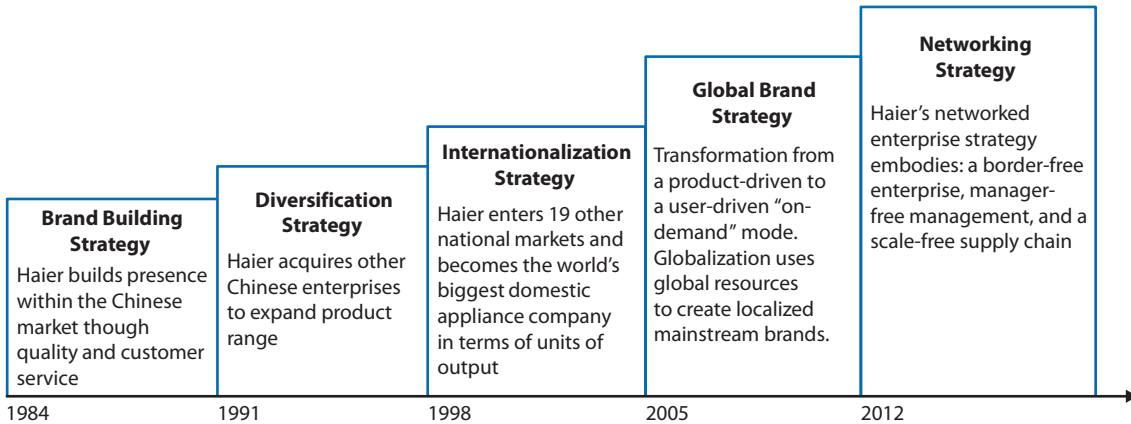 Brand Building
Strategy
Haier builds presence
within the Chinese
market though
quality and customer
service
Diversification
Strategy
Haier acquires other
Chinese enterprises
to expand product
range
Internationalization
Strategy
Haier enters 19 other
national markets and
becomes the world’s
biggest domestic
appliance company
in terms of units of
output
Global Brand
Strategy
Transformation from
a product-driven to
a user-driven “on-
demand” mode.
Globalization uses
global resources
to create localized
mainstream brands.
Networking
Strategy
Haier’s networked
enterprise strategy
embodies: a border-free
enterprise, manager-
free management, and a
scale-free supply chain
1984
1991
1998
2005
2012